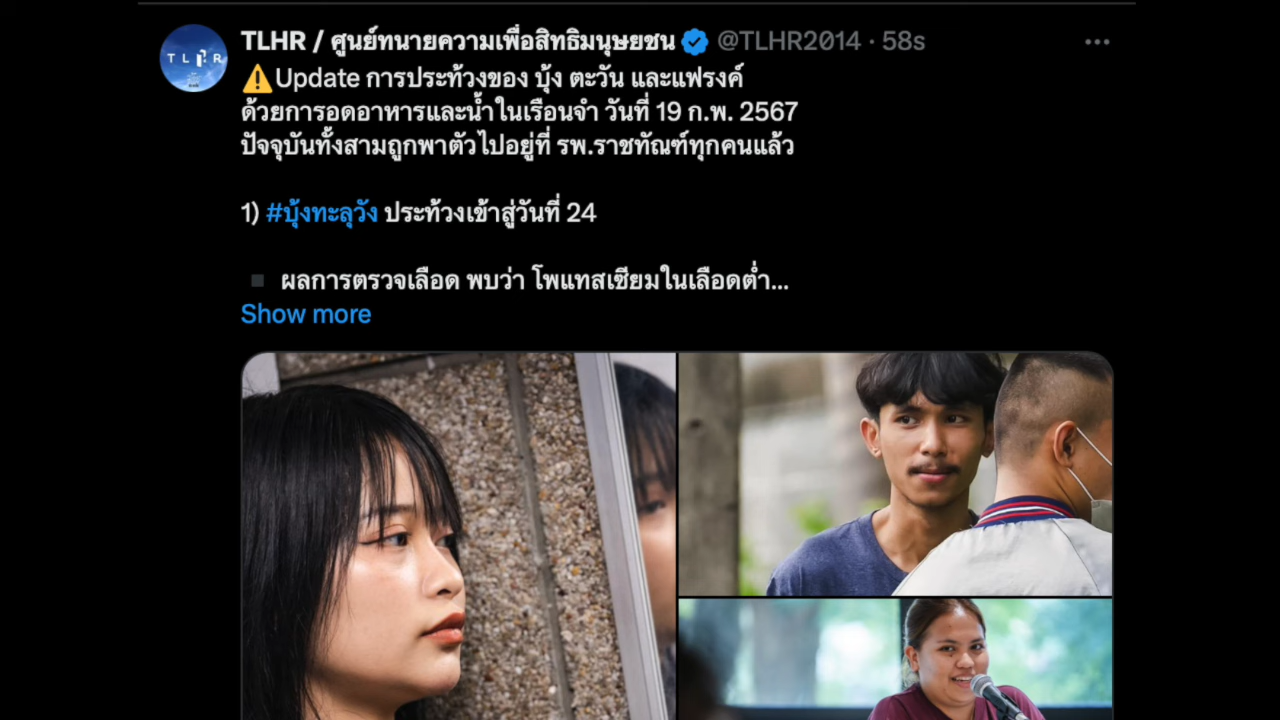 TLHR / ศูนย์ทนายความเพื่อสิทธิมนุษยชน @TLHR2014 · 58s
⚠️Update การประท้วงของ บุ้ง ตะวัน และแฟรงค์
ด้วยการอดอาหารและน้ำในเรือนจำ วันที่ 19 ก.พ. 2567
ปัจจุบันทั้งสามถูกพาตัวไปอยู่ที่ รพ.ราชทัณฑ์ทุกคนแล้ว
1) #บุ้งทะลุวัง ประท้วงเข้าสู่วันที่ 24
▪️ ผลการตรวจเลือด พบว่า โพแทสเซียมในเลือดต่ำ...
Show more